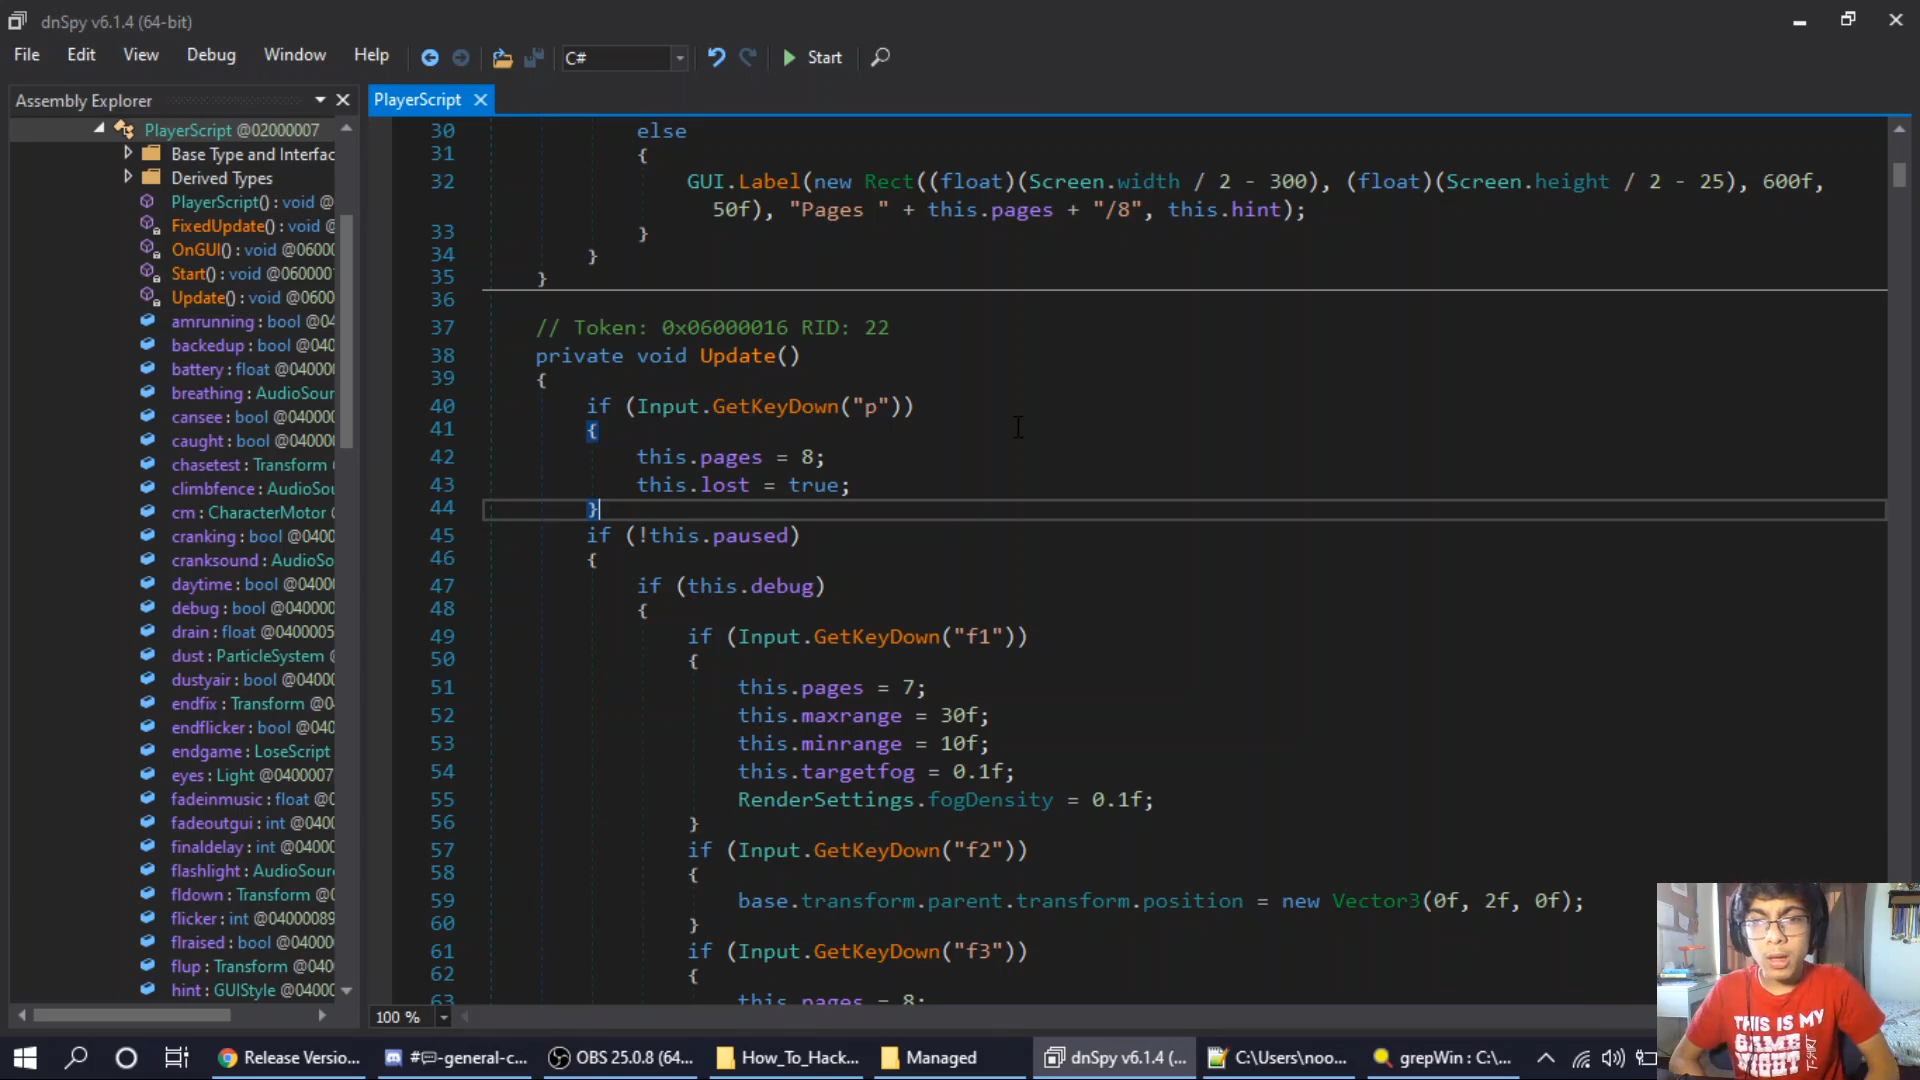 dnSpy v6.1.4 (64-bit)
File Edit View Debug Window Help C# Start
Assembly Explorer
PlayerScript
PlayerScript @02000007
Base Type and Interfac
Derived Types
PlayerScript() : void @
FixedUpdate() : void @
OnGUI() : void @0600
Start() : void @060000
Update() : void @0600
amrunning : bool @04
backedup : bool @040
battery : float @04000
breathing : AudioSour
cansee : bool @04000
caught : bool @04000
chasetest : Transform
climbfence : AudioSou
cm : CharacterMotor
cranking : bool @040
cranksound : AudioSo
daytime : bool @0400
debug : bool @04000
drain : float @0400005
dust : ParticleSystem
dustyair : bool @0400
endfix : Transform @0
endflicker : bool @04
endgame : LoseScript
eyes : Light @0400007
fadeinmusic : float @0
fadeoutgui : int @040
finaldelay : int @0400
flashlight : AudioSour
fldown : Transform @0
flicker : int @04000089
flraised : bool @0400
flup : Transform @040
hint : GUIStyle @0400
30 else
31 {
32 GUI.Label(new Rect((float)(Screen.width / 2 - 300), (float)(Screen.height / 2 - 25), 600f,
50f), "Pages " + this.pages + "/8", this.hint);
33 }
34 }
35 }
36
37 // Token: 0x06000016 RID: 22
38 private void Update()
39 {
40 if (Input.GetKeyDown("p"))
41 {
42 this.pages = 8;
43 this.lost = true;
44 }
45 if (!this.paused)
46 {
47 if (this.debug)
48 {
49 if (Input.GetKeyDown("f1"))
50 {
51 this.pages = 7;
52 this.maxrange = 30f;
53 this.minrange = 10f;
54 this.targetfog = 0.1f;
55 RenderSettings.fogDensity = 0.1f;
56 }
57 if (Input.GetKeyDown("f2"))
58 {
59 base.transform.parent.transform.position = new Vector3(0f, 2f, 0f);
60 }
61 if (Input.GetKeyDown("f3"))
62 {
63 this.pages = 8;
100 %
THIS IS MY
GAME
NIGHT
T-SHIRT
Release Versio... #general-c... OBS 25.0.8 (64... How_To_Hack... Managed dnSpy v6.1.4 (... C:\Users\noo... grepWin : C:\...